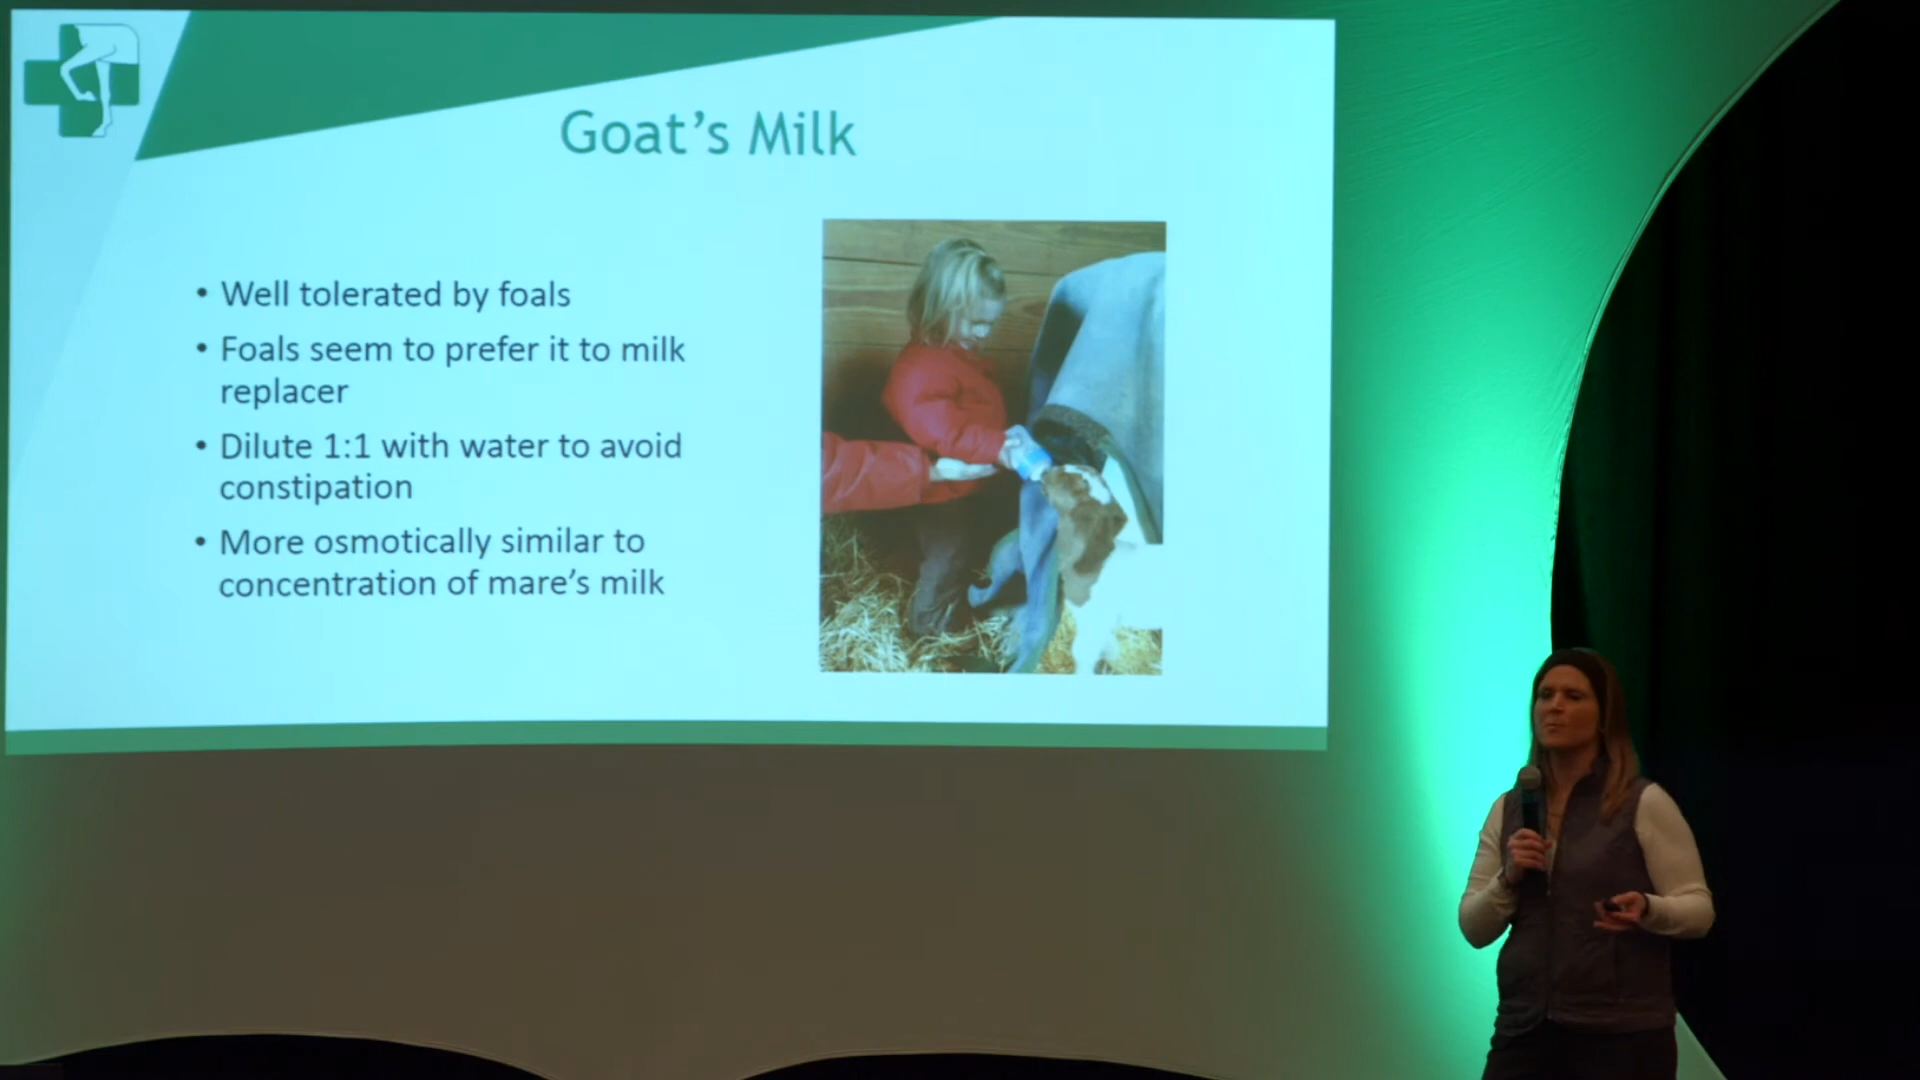 Goat's Milk
• Well tolerated by foals
• Foals seem to prefer it to milk
replacer
• Dilute 1:1 with water to avoid
constipation
• More osmotically similar to
concentration of mare's milk